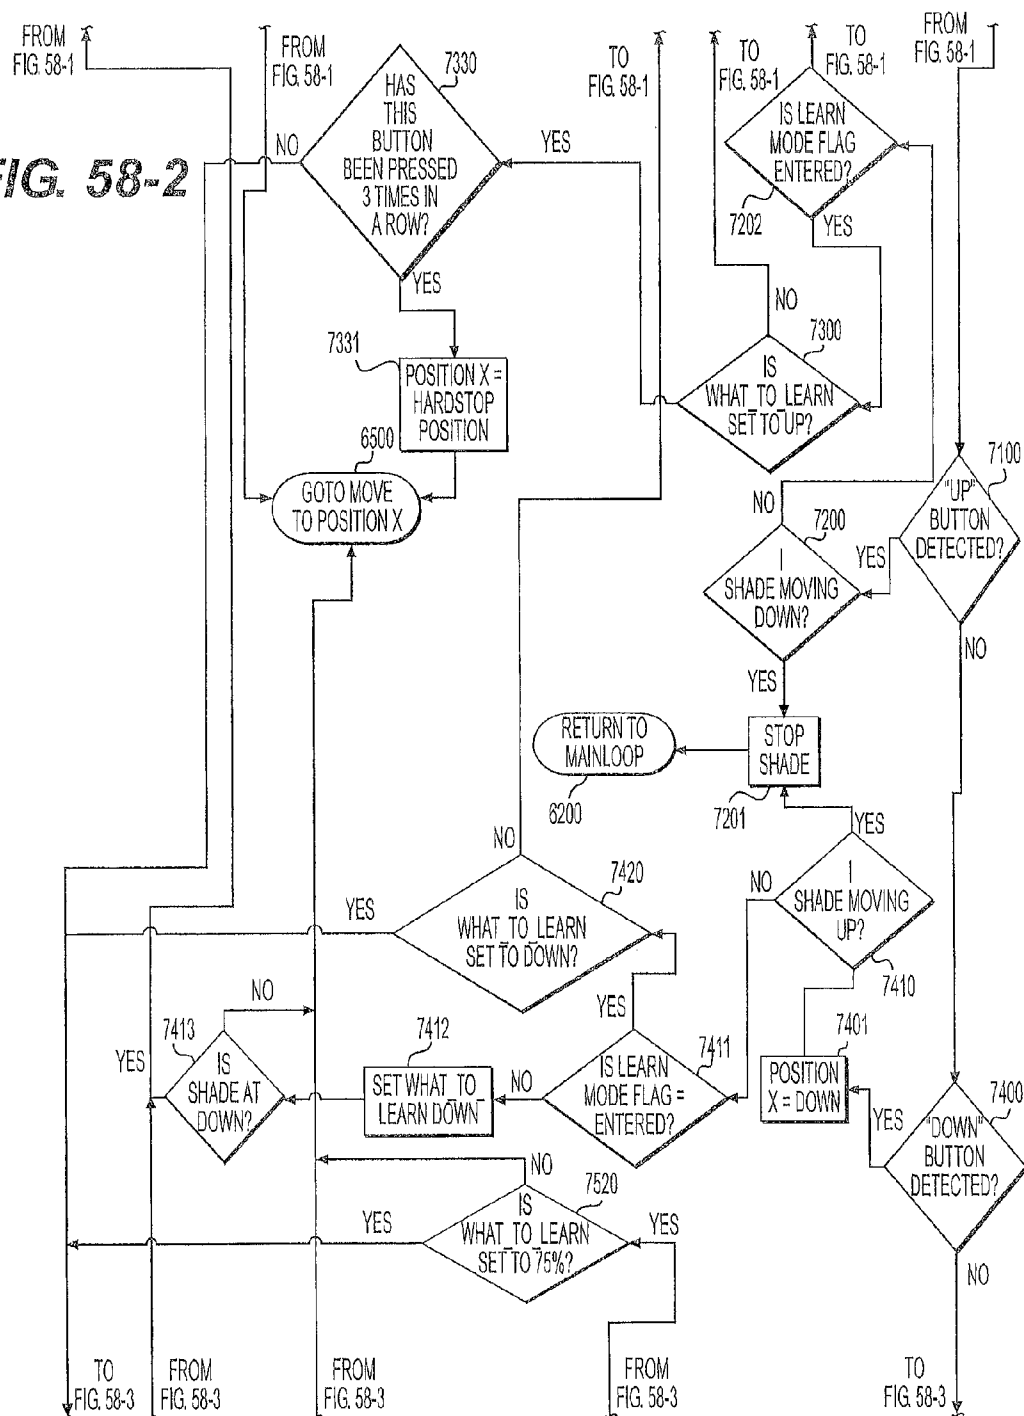 FROM
FIG. 58-1
FROM
FIG. 58-1
TO
FIG. 58-1
TO
FIG. 58-1
TO
FIG. 58-1
FROM
FIG. 58-1
FIG. 58-2
7330
HAS
THIS
BUTTON
BEEN PRESSED
3 TIMES IN
A ROW?
NO
YES
YES
IS LEARN
MODE FLAG
ENTERED?
7202
YES
NO
7300
IS
WHAT_TO_LEARN
SET TO UP?
7331
POSITION X =
HARDSTOP
POSITION
6500
GOTO MOVE
TO POSITION X
7100
"UP"
BUTTON
DETECTED?
YES
NO
NO
7200
I
SHADE MOVING
DOWN?
YES
STOP
SHADE
7201
RETURN TO
MAINLOOP
6200
YES
I
SHADE MOVING
UP?
NO
7410
NO
7420
IS
WHAT_TO_LEARN
SET TO DOWN?
YES
YES
7401
POSITION
X = DOWN
YES
7400
"DOWN"
BUTTON
DETECTED?
NO
7411
IS LEARN
MODE FLAG =
ENTERED?
NO
7412
SET WHAT_TO_
LEARN DOWN
NO
7413
IS
SHADE AT
DOWN?
YES
NO
7520
IS
WHAT_TO_LEARN
SET TO 75%?
YES
YES
TO
FIG. 58-3
FROM
FIG. 58-3
FROM
FIG. 58-3
FROM
FIG. 58-3
TO
FIG. 58-3